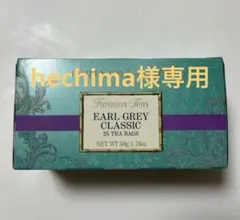 hechima様専用
Famous Teas
EARL GREY
CLASSIC
25 TEA BAGS
NET WT 50g 1.76oz